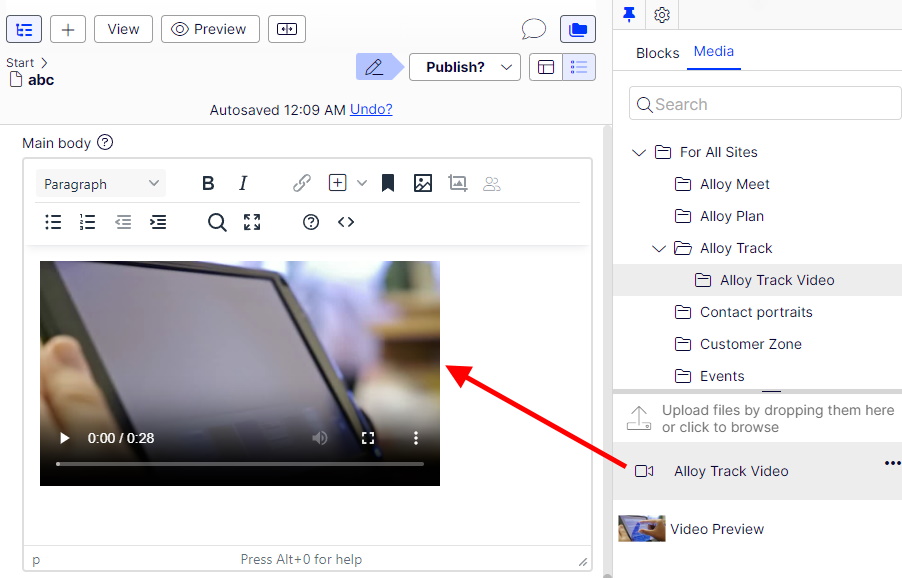 View
Preview
Start
abc
Publish?
Autosaved 12:09 AM Undo?
Main body
Paragraph
B
I
0:00 / 0:28
p
Press Alt+0 for help
Blocks
Media
Search
For All Sites
Alloy Meet
Alloy Plan
Alloy Track
Alloy Track Video
Contact portraits
Customer Zone
Events
Upload files by dropping them here
or click to browse
Alloy Track Video
Video Preview